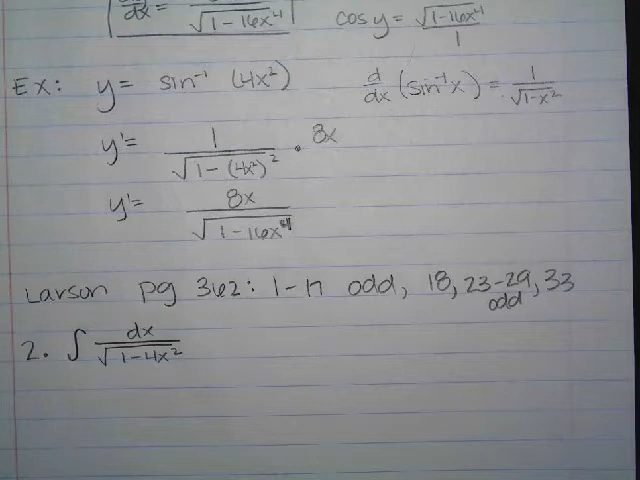 dy/dx = /√(1-16x⁴) cos y = √(1-16x⁴)/1
Ex: y = sin⁻¹ (4x²) d/dx (sin⁻¹x) = 1/√(1-x²)
y' = 1/√(1-(4x²)²) · 8x
y' = 8x/√(1-16x⁴)
Larson pg 362: 1-17 odd, 18, 23-29, 33
odd
2. ∫ dx/√(1-4x²)